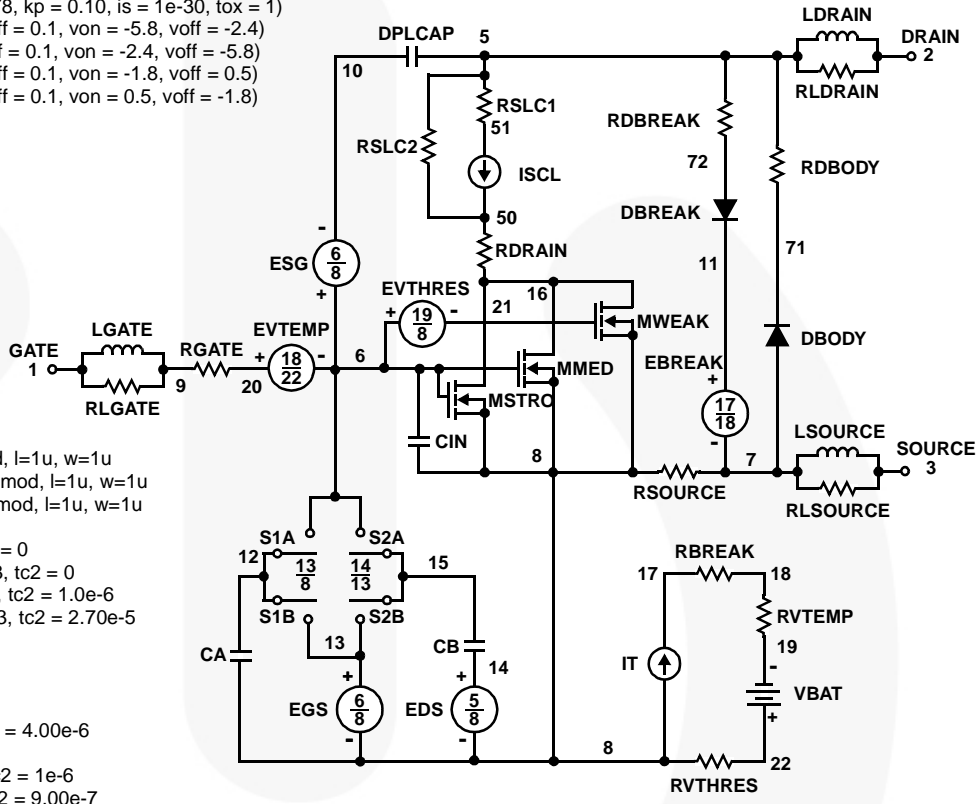 8, kp = 0.10, is = 1e-30, tox = 1)
ff = 0.1, von = -5.8, voff = -2.4)
f = 0.1, von = -2.4, voff = -5.8)
ff = 0.1, von = -1.8, voff = 0.5)
ff = 0.1, von = 0.5, voff = -1.8)
DPLCAP
5
10
LDRAIN
DRAIN
2
RLDRAIN
RSLC1
51
RSLC2
ISCL
50
RDRAIN
RDBREAK
72
RDBODY
DBREAK
11
71
ESG
6
8
-
+
EVTHRES
+
19
8
-
21
16
MWEAK
DBODY
EBREAK
+
17
18
-
GATE
1
LGATE
RLGATE
9
RGATE
20
EVTEMP
+
18
22
-
6
MMED
MSTRO
CIN
8
RSOURCE
7
LSOURCE
SOURCE
3
RLSOURCE
, l=1u, w=1u
mod, l=1u, w=1u
mod, l=1u, w=1u
= 0
, tc2 = 0
, tc2 = 1.0e-6
3, tc2 = 2.70e-5
= 4.00e-6
2 = 1e-6
2 = 9.00e-7
S1A
S2A
12
13
8
14
13
15
S1B
S2B
13
CA
CB
14
+
EGS
6
8
-
+
EDS
5
8
-
8
RBREAK
17
18
RVTEMP
19
IT
-
VBAT
+
22
RVTHRES